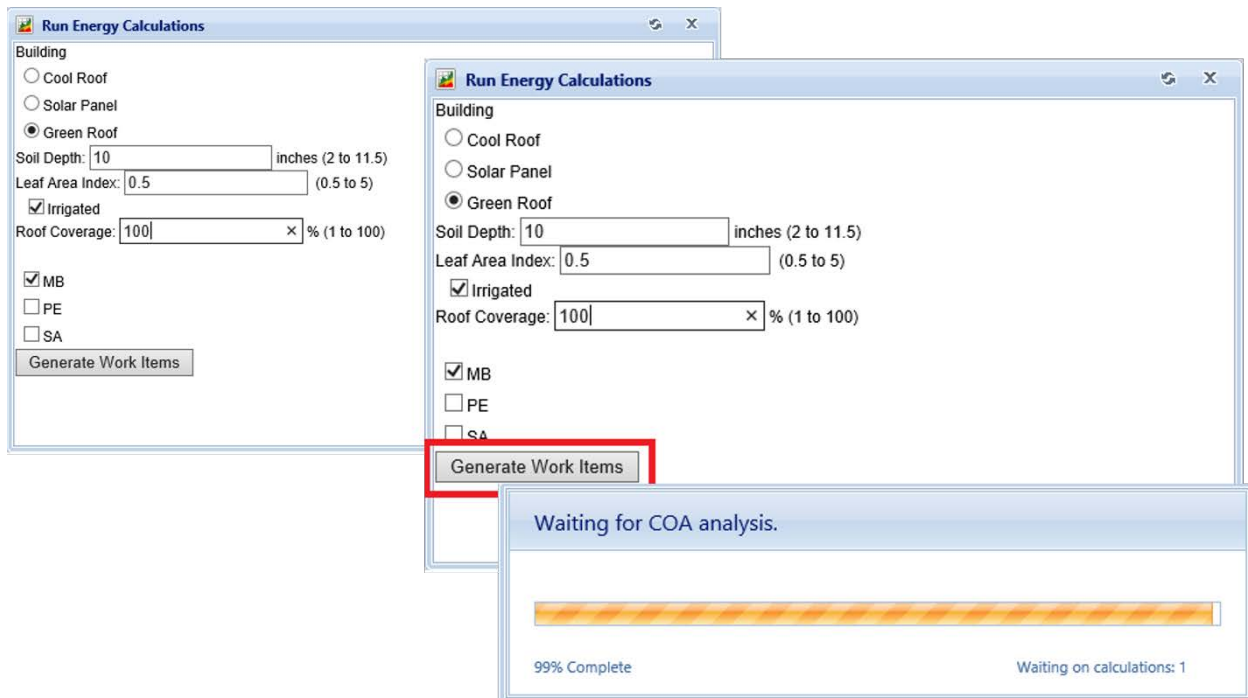 Run Energy Calculations
Building
Cool Roof
Solar Panel
Green Roof
Soil Depth: 10 inches (2 to 11.5)
Leaf Area Index: 0.5 (0.5 to 5)
Irrigated
Roof Coverage: 100 % (1 to 100)
MB
PE
SA
Generate Work Items
Run Energy Calculations
Building
Cool Roof
Solar Panel
Green Roof
Soil Depth: 10 inches (2 to 11.5)
Leaf Area Index: 0.5 (0.5 to 5)
Irrigated
Roof Coverage: 100 % (1 to 100)
MB
PE
SA
Generate Work Items
Waiting for COA analysis.
99% Complete Waiting on calculations: 1